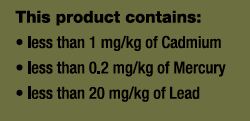 This product contains:
• less than 1 mg/kg of Cadmium
• less than 0.2 mg/kg of Mercury
• less than 20 mg/kg of Lead